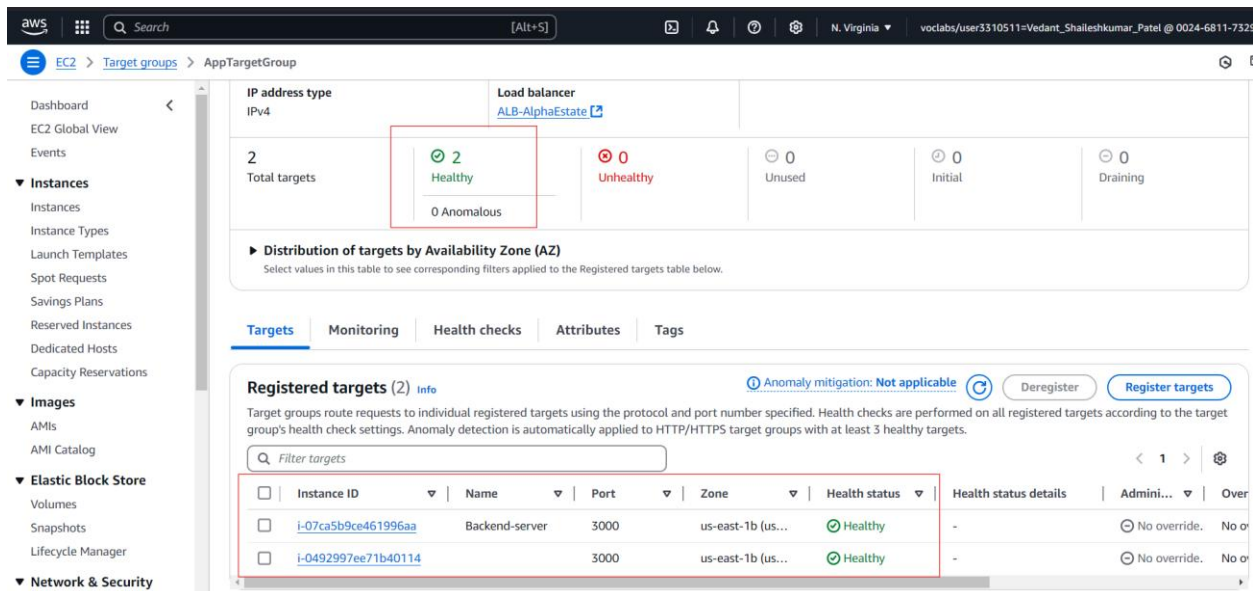 aws Search [Alt+S] N. Virginia ▼ voclabs/user3310511=Vedant_Shaileshkumar_Patel @ 0024-6811-7329
EC2 > Target groups > AppTargetGroup
Dashboard
EC2 Global View
Events
▼ Instances
Instances
Instance Types
Launch Templates
Spot Requests
Savings Plans
Reserved Instances
Dedicated Hosts
Capacity Reservations
▼ Images
AMIs
AMI Catalog
▼ Elastic Block Store
Volumes
Snapshots
Lifecycle Manager
▼ Network & Security
IP address type Load balancer
IPv4 ALB-AlphaEstate
2 2 0 0 0 0
Total targets Healthy Unhealthy Unused Initial Draining
0 Anomalous
▶ Distribution of targets by Availability Zone (AZ)
Select values in this table to see corresponding filters applied to the Registered targets table below.
Targets Monitoring Health checks Attributes Tags
Registered targets (2) Info Anomaly mitigation: Not applicable Deregister Register targets
Target groups route requests to individual registered targets using the protocol and port number specified. Health checks are performed on all registered targets according to the target
group's health check settings. Anomaly detection is automatically applied to HTTP/HTTPS target groups with at least 3 healthy targets.
Filter targets < 1 >
Instance ID Name Port Zone Health status Health status details Admini... Over
i-07ca5b9ce461996aa Backend-server 3000 us-east-1b (us... Healthy - No override. No o
i-0492997ee71b40114 3000 us-east-1b (us... Healthy - No override. No o